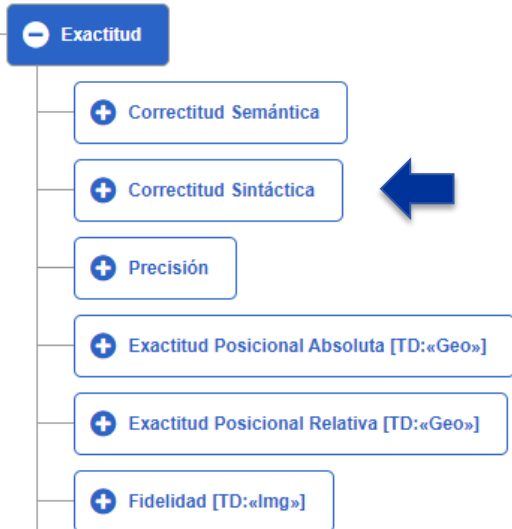 Exactitud
Correctitud Semántica
Correctitud Sintáctica
Precisión
Exactitud Posicional Absoluta [TD:«Geo»]
Exactitud Posicional Relativa [TD:«Geo»]
Fidelidad [TD:«Img»]